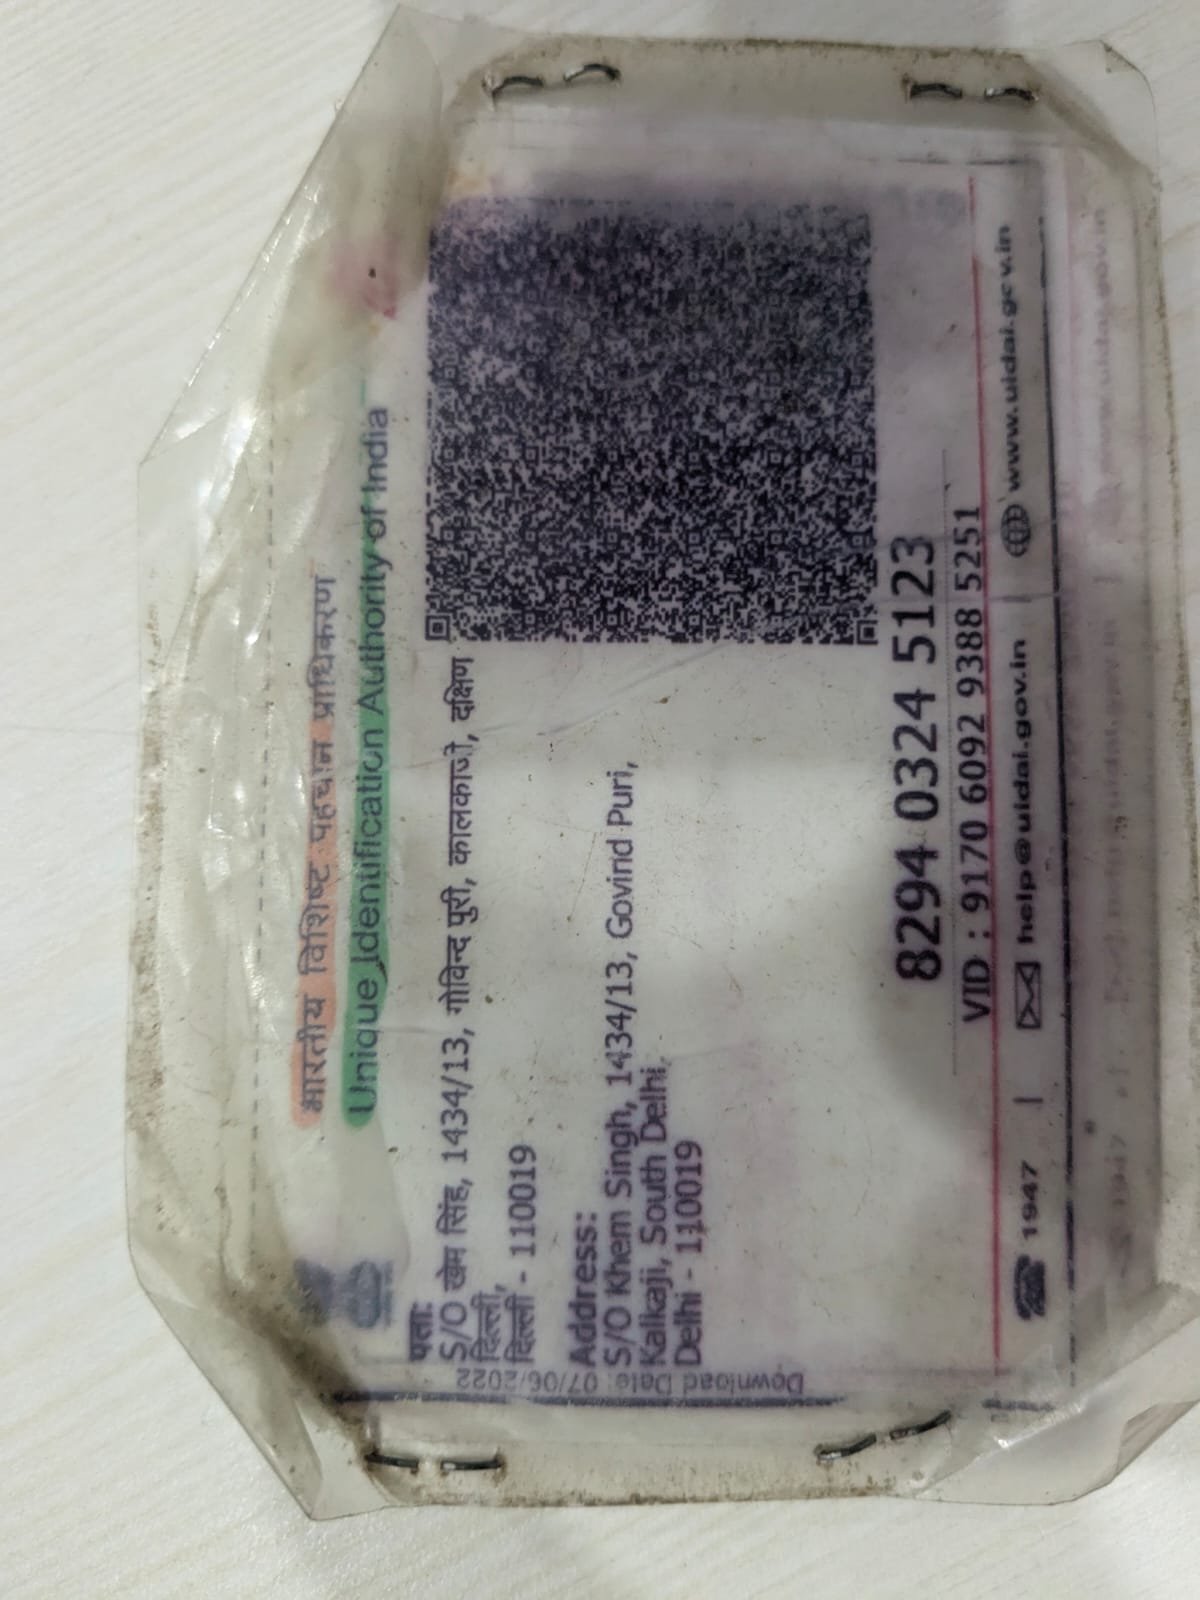 भारतीय विशिष्ट पहचान प्राधिकरण
Unique Identification Authority of India
पता:
S/O खेम सिंह, 1434/13, गोविन्द पुरी, कालकाजी, दक्षिण
दिल्ली,
दिल्ली - 110019
Address:
S/O Khem Singh, 1434/13, Govind Puri,
Kalkaji, South Delhi,
Delhi - 110019
Download Date: 07/06/2022
8294 0324 5123
VID : 9170 6092 9388 5251
1947 | help@uidai.gov.in | www.uidai.gov.in